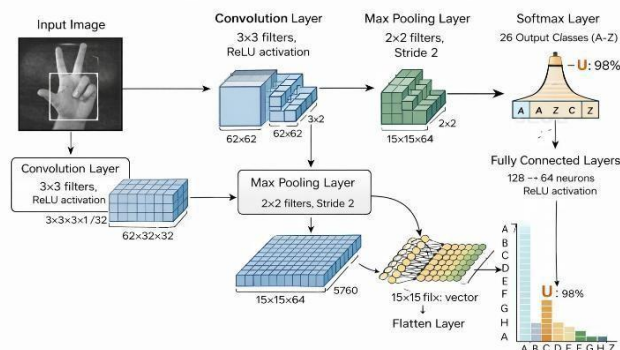 Input Image
Convolution Layer
3×3 filters,
ReLU activation
Max Pooling Layer
2×2 filters,
Stride 2
Softmax Layer
26 Output Classes (A-Z)
U: 98%
A A Z C Z
3×2
62×62
62×62
2×2
15×15×64
Convolution Layer
3×3 filters,
ReLU activation
3×3×3×1 /32
62×32×32
Max Pooling Layer
2×2 filters, Stride 2
Fully Connected Layers
128 -→ 64 neurons
ReLU activation
15×15×64
5760
15×15 filx: vector
↓
Flatten Layer
A
B
C
D
E
F
G
H
A
U: 98%
A B C D E F G H Z